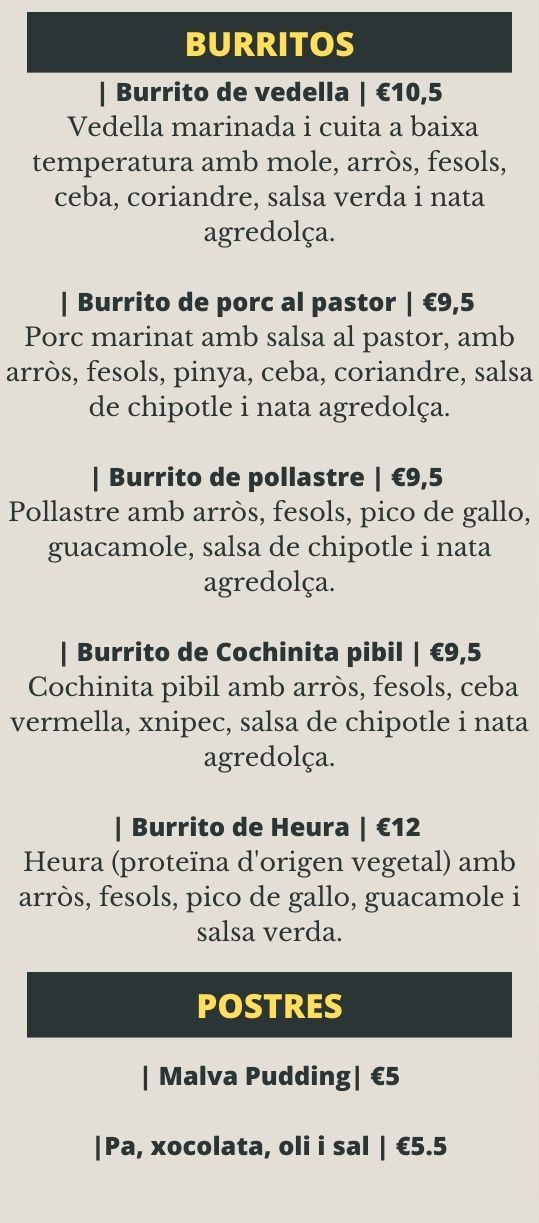 BURRITOS
| Burrito de vedella | €10,5
Vedella marinada i cuita a baixa
temperatura amb mole, arròs, fesols,
ceba, coriandre, salsa verda i nata
agredolça.
| Burrito de porc al pastor | €9,5
Porc marinat amb salsa al pastor, amb
arròs, fesols, pinya, ceba, coriandre, salsa
de chipotle i nata agredolça.
| Burrito de pollastre | €9,5
Pollastre amb arròs, fesols, pico de gallo,
guacamole, salsa de chipotle i nata
agredolça.
| Burrito de Cochinita pibil | €9,5
Cochinita pibil amb arròs, fesols, ceba
vermella, xnipec, salsa de chipotle i nata
agredolça.
| Burrito de Heura | €12
Heura (proteïna d'origen vegetal) amb
arròs, fesols, pico de gallo, guacamole i
salsa verda.
POSTRES
| Malva Pudding| €5
|Pa, xocolata, oli i sal | €5.5